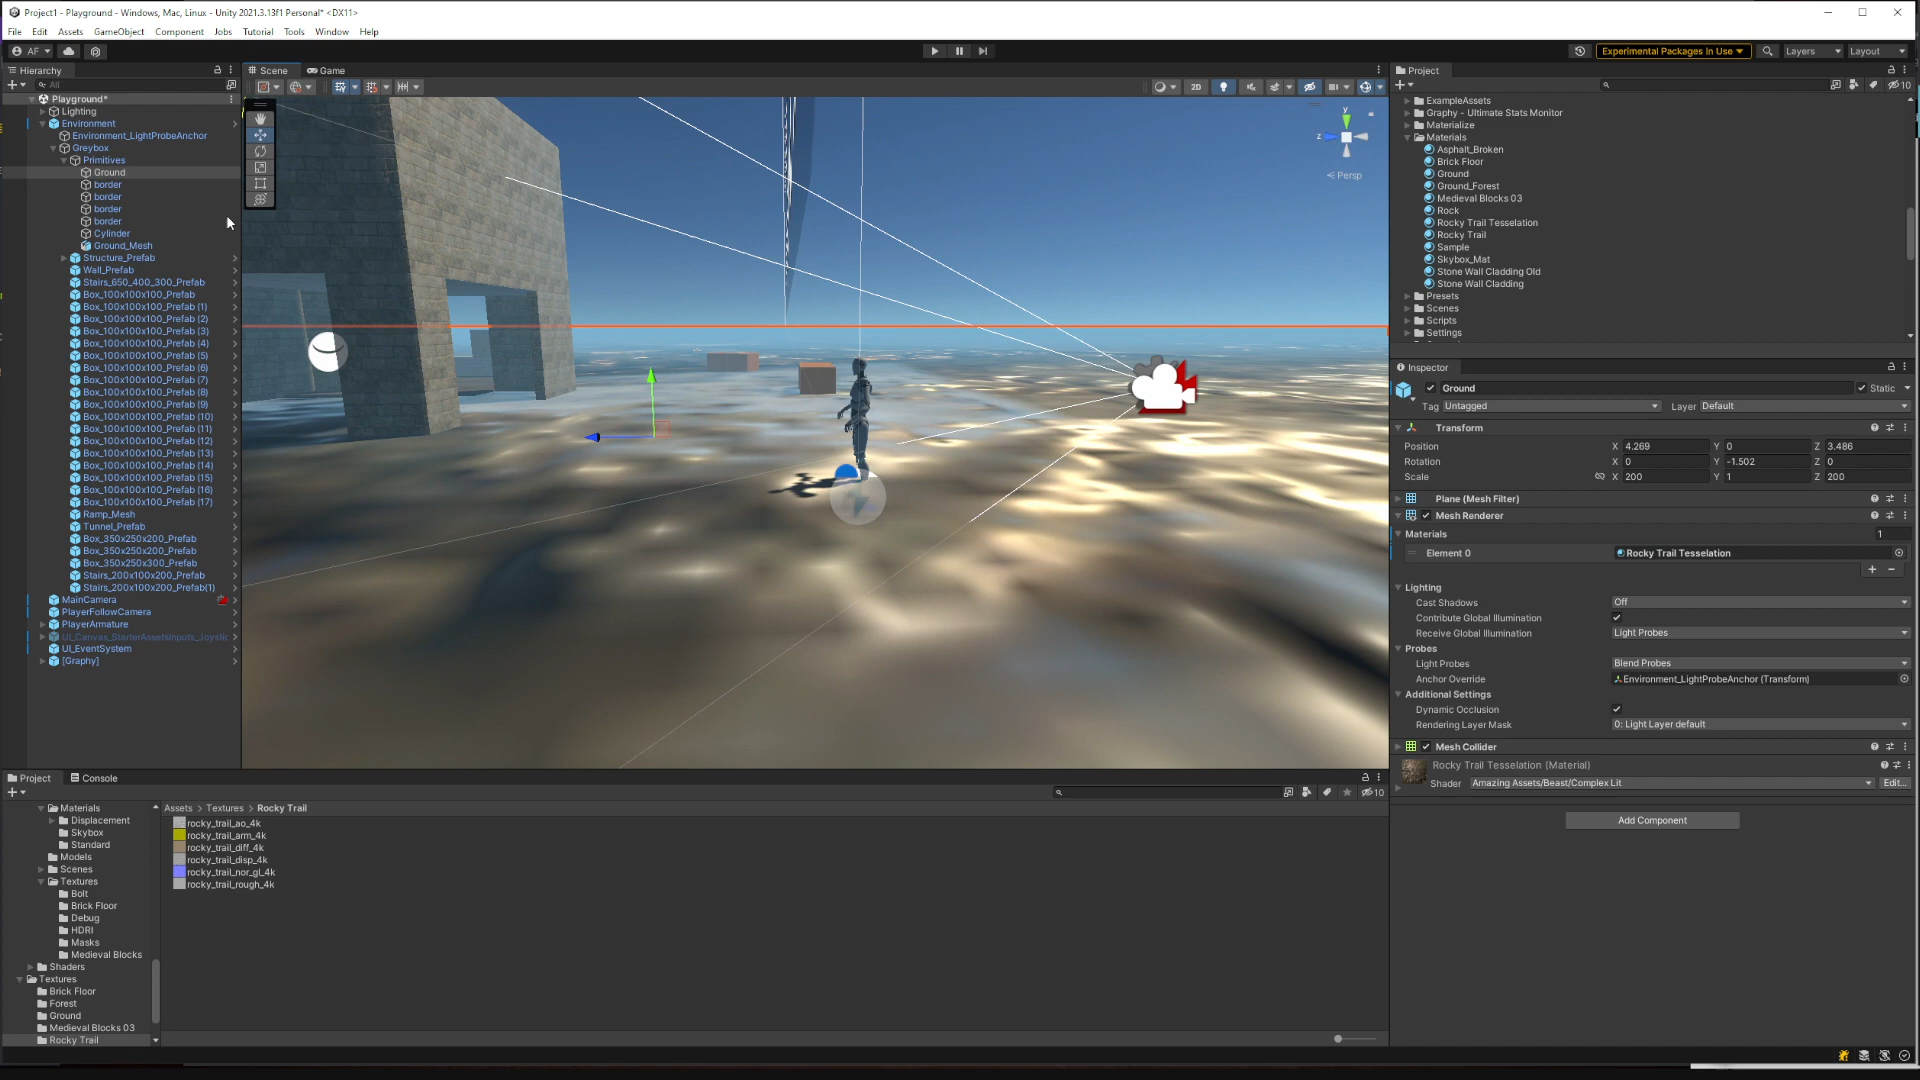 Project1 - Playground - Windows, Mac, Linux - Unity 2021.3.13f1 Personal* <DX11>
File Edit Assets GameObject Component Jobs Tutorial Tools Window Help
AF Experimental Packages In Use Layers Layout
Hierarchy
All
Playground*
Lighting
Environment
Environment_LightProbeAnchor
Greybox
Primitives
Ground
border
border
border
border
Cylinder
Ground_Mesh
Structure_Prefab
Wall_Prefab
Stairs_650_400_300_Prefab
Box_100x100x100_Prefab
Box_100x100x100_Prefab (1)
Box_100x100x100_Prefab (2)
Box_100x100x100_Prefab (3)
Box_100x100x100_Prefab (4)
Box_100x100x100_Prefab (5)
Box_100x100x100_Prefab (6)
Box_100x100x100_Prefab (7)
Box_100x100x100_Prefab (8)
Box_100x100x100_Prefab (9)
Box_100x100x100_Prefab (10)
Box_100x100x100_Prefab (11)
Box_100x100x100_Prefab (12)
Box_100x100x100_Prefab (13)
Box_100x100x100_Prefab (14)
Box_100x100x100_Prefab (15)
Box_100x100x100_Prefab (16)
Box_100x100x100_Prefab (17)
Ramp_Mesh
Tunnel_Prefab
Box_350x250x200_Prefab
Box_350x250x200_Prefab
Box_350x250x300_Prefab
Stairs_200x100x200_Prefab
Stairs_200x100x200_Prefab(1)
MainCamera
PlayerFollowCamera
PlayerArmature
UI_Canvas_StarterAssetsInputs_Joystic
UI_EventSystem
[Graphy]
Scene Game
2D
y
z
Persp
Project
10
ExampleAssets
Graphy - Ultimate Stats Monitor
Materialize
Materials
Asphalt_Broken
Brick Floor
Ground
Ground_Forest
Medieval Blocks 03
Rock
Rocky Trail Tesselation
Rocky Trail
Sample
Skybox_Mat
Stone Wall Cladding Old
Stone Wall Cladding
Presets
Scenes
Scripts
Settings
Inspector
Ground Static
Tag Untagged Layer Default
Transform
Position X 4.269 Y 0 Z 3.486
Rotation X 0 Y -1.502 Z 0
Scale X 200 Y 1 Z 200
Plane (Mesh Filter)
Mesh Renderer
Materials 1
Element 0 Rocky Trail Tesselation
Lighting
Cast Shadows Off
Contribute Global Illumination
Receive Global Illumination Light Probes
Probes
Light Probes Blend Probes
Anchor Override Environment_LightProbeAnchor (Transform)
Additional Settings
Dynamic Occlusion
Rendering Layer Mask 0: Light Layer default
Mesh Collider
Rocky Trail Tesselation (Material)
Shader Amazing Assets/Beast/Complex Lit Edit...
Add Component
Project Console
10
Materials
Displacement
Skybox
Standard
Models
Scenes
Textures
Bolt
Brick Floor
Debug
HDRI
Masks
Medieval Blocks
Shaders
Textures
Brick Floor
Forest
Ground
Medieval Blocks 03
Rocky Trail
Assets > Textures > Rocky Trail
rocky_trail_ao_4k
rocky_trail_arm_4k
rocky_trail_diff_4k
rocky_trail_disp_4k
rocky_trail_nor_gl_4k
rocky_trail_rough_4k